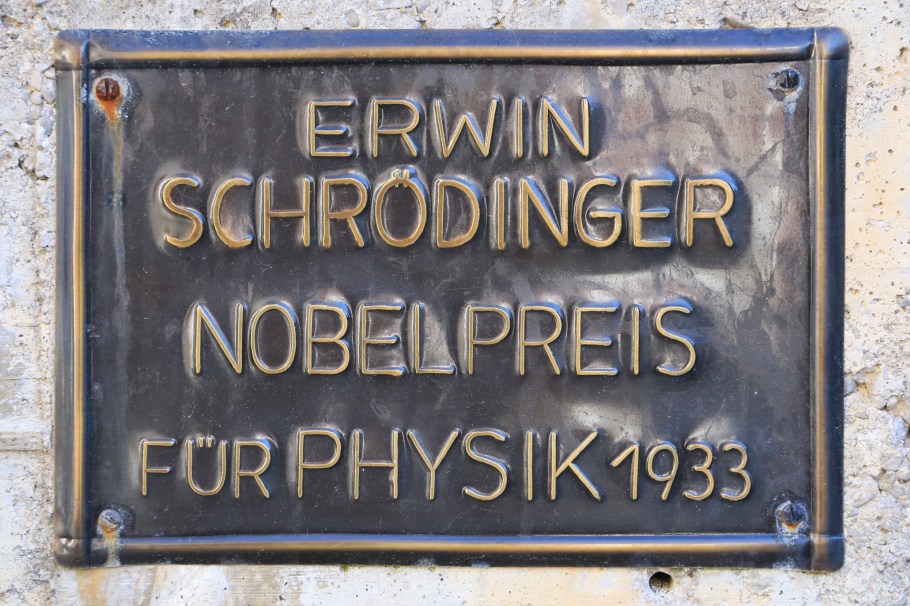 ERWIN
SCHRÖDINGER
NOBELPREIS
FÜR PHYSIK 1933